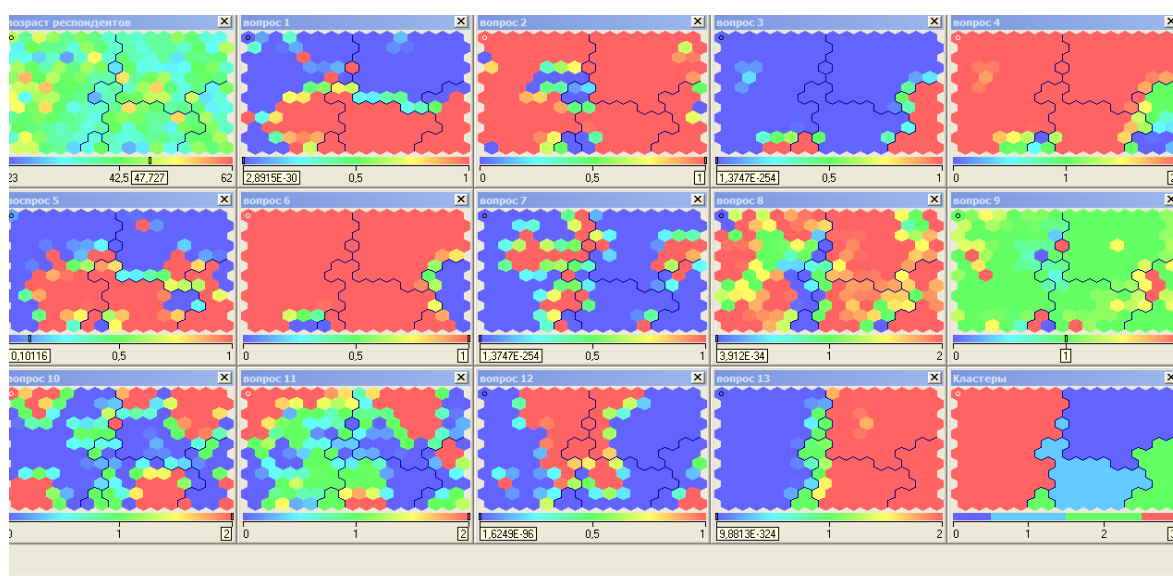 возраст респондентов вопрос 1 вопрос 2 вопрос 3 вопрос 4
23 42,5 47,727 62 2,8915E-30 0,5 1 0 0,5 1 1,3747E-254 0,5 1 0 1 2
воспрос 5 вопрос 6 вопрос 7 вопрос 8 вопрос 9
0,10116 0,5 1 0 0,5 1 1,3747E-254 0,5 1 3,912E-34 1 2 0 1
вопрос 10 вопрос 11 вопрос 12 вопрос 13 Кластеры
0 1 2 0 1 2 1,6249E-96 0,5 1 9,8813E-324 0,5 1 0 1 2 3